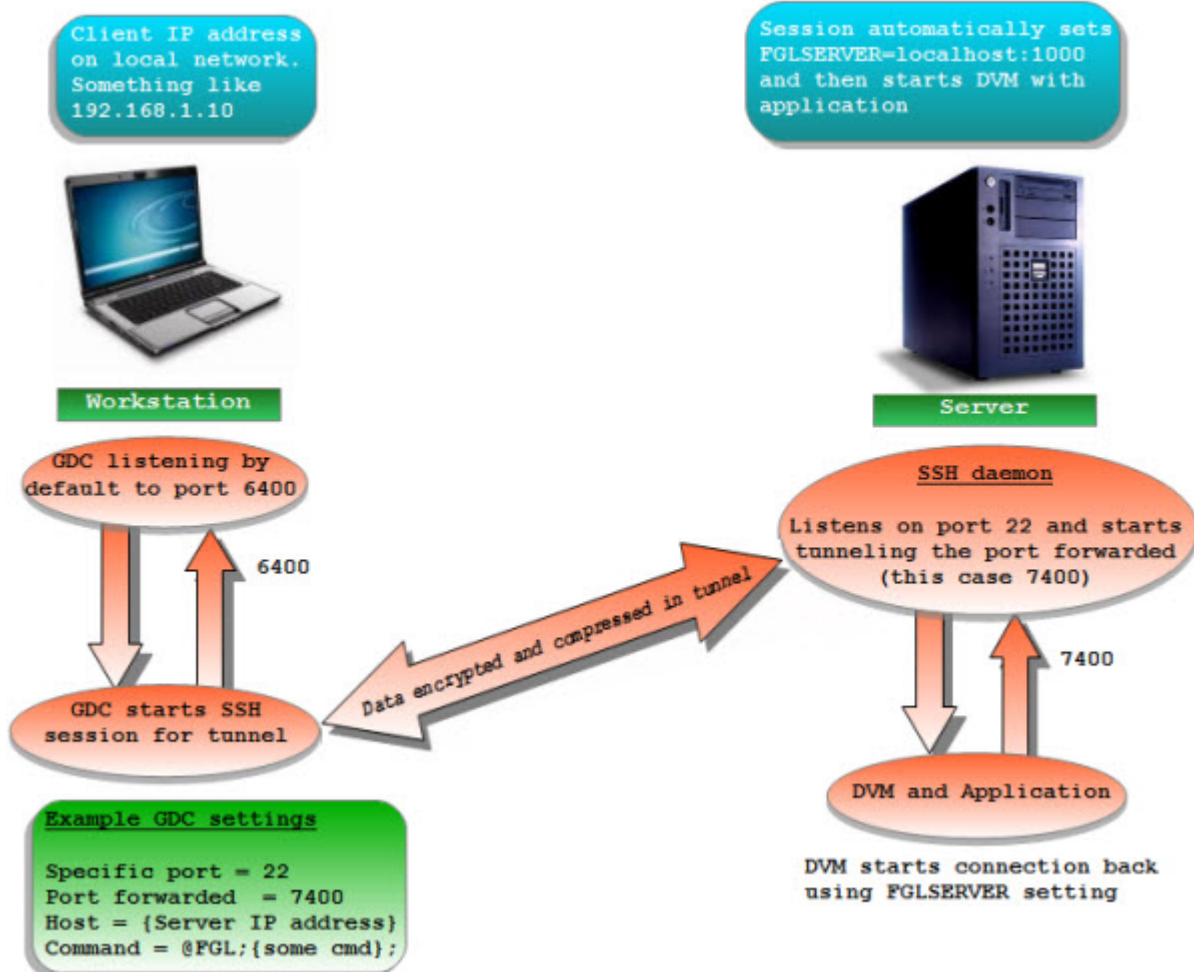 Client IP address
on local network.
Something like
192.168.1.10
Session automatically sets
FGLSERVER=localhost:1000
and then starts DVM with
application
Workstation
Server
GDC listening by
default to port 6400
6400
GDC starts SSH
session for tunnel
Data encrypted and compressed in tunnel
SSH daemon
Listens on port 22 and starts
tunneling the port forwarded
(this case 7400)
7400
DVM and Application
DVM starts connection back
using FGLSERVER setting
Example GDC settings
Specific port = 22
Port forwarded = 7400
Host = {Server IP address}
Command = @FGL;{some cmd};